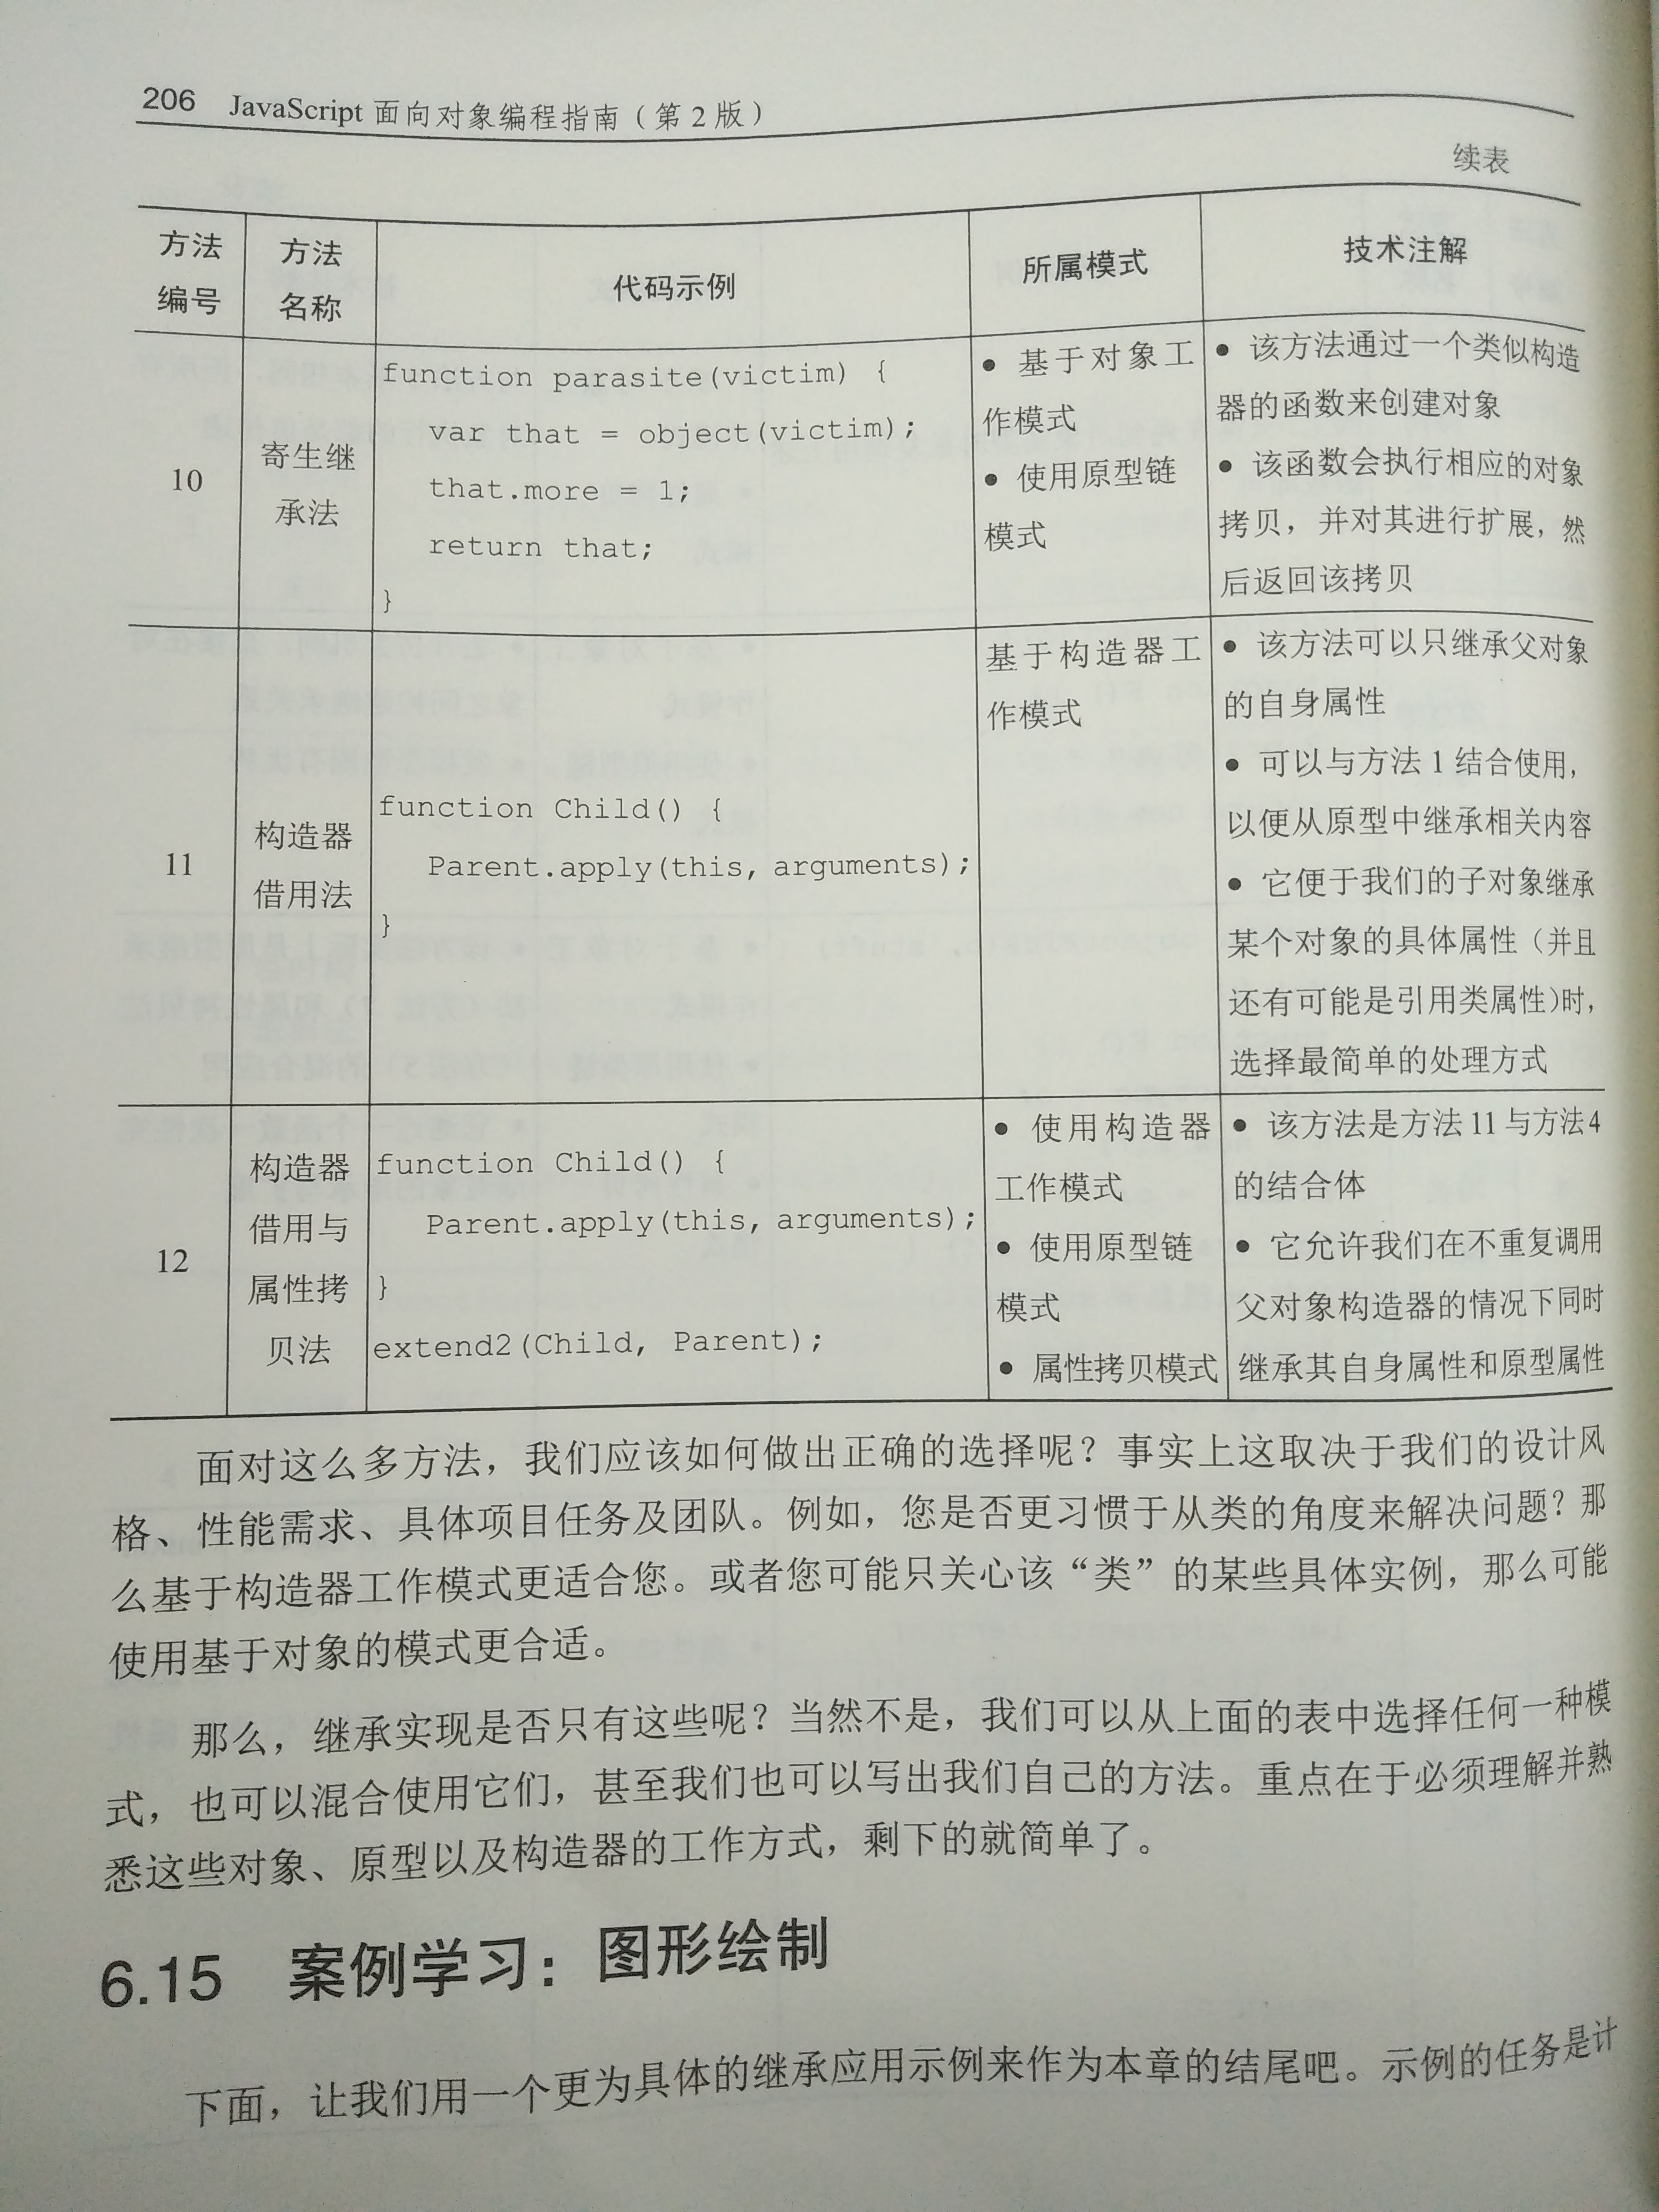 206 JavaScript 面向对象编程指南（第 2 版）
续表
方法
编号
方法
名称
代码示例
所属模式
技术注解
10
寄生继
承法
function parasite(victim) {
var that = object(victim);
that.more = 1;
return that;
}
• 基于对象工
作模式
• 使用原型链
模式
• 该方法通过一个类似构造
器的函数来创建对象
• 该函数会执行相应的对象
拷贝，并对其进行扩展，然
后返回该拷贝
11
构造器
借用法
function Child() {
Parent.apply(this, arguments);
}
基于构造器工
作模式
• 该方法可以只继承父对象
的自身属性
• 可以与方法 1 结合使用，
以便从原型中继承相关内容
• 它便于我们的子对象继承
某个对象的具体属性（并且
还有可能是引用类属性）时，
选择最简单的处理方式
12
构造器
借用与
属性拷
贝法
function Child() {
Parent.apply(this, arguments);
}
extend2(Child, Parent);
• 使用构造器
工作模式
• 使用原型链
模式
• 属性拷贝模式
• 该方法是方法 11 与方法 4
的结合体
• 它允许我们在不重复调用
父对象构造器的情况下同时
继承其自身属性和原型属性
面对这么多方法，我们应该如何做出正确的选择呢？事实上这取决于我们的设计风
格、性能需求、具体项目任务及团队。例如，您是否更习惯于从类的角度来解决问题？那
么基于构造器工作模式更适合您。或者您可能只关心该“类”的某些具体实例，那么可能
使用基于对象的模式更合适。
那么，继承实现是否只有这些呢？当然不是，我们可以从上面的表中选择任何一种模
式，也可以混合使用它们，甚至我们也可以写出我们自己的方法。重点在于必须理解并熟
悉这些对象、原型以及构造器的工作方式，剩下的就简单了。
6.15 案例学习：图形绘制
下面，让我们用一个更为具体的继承应用示例来作为本章的结尾吧。示例的任务是计